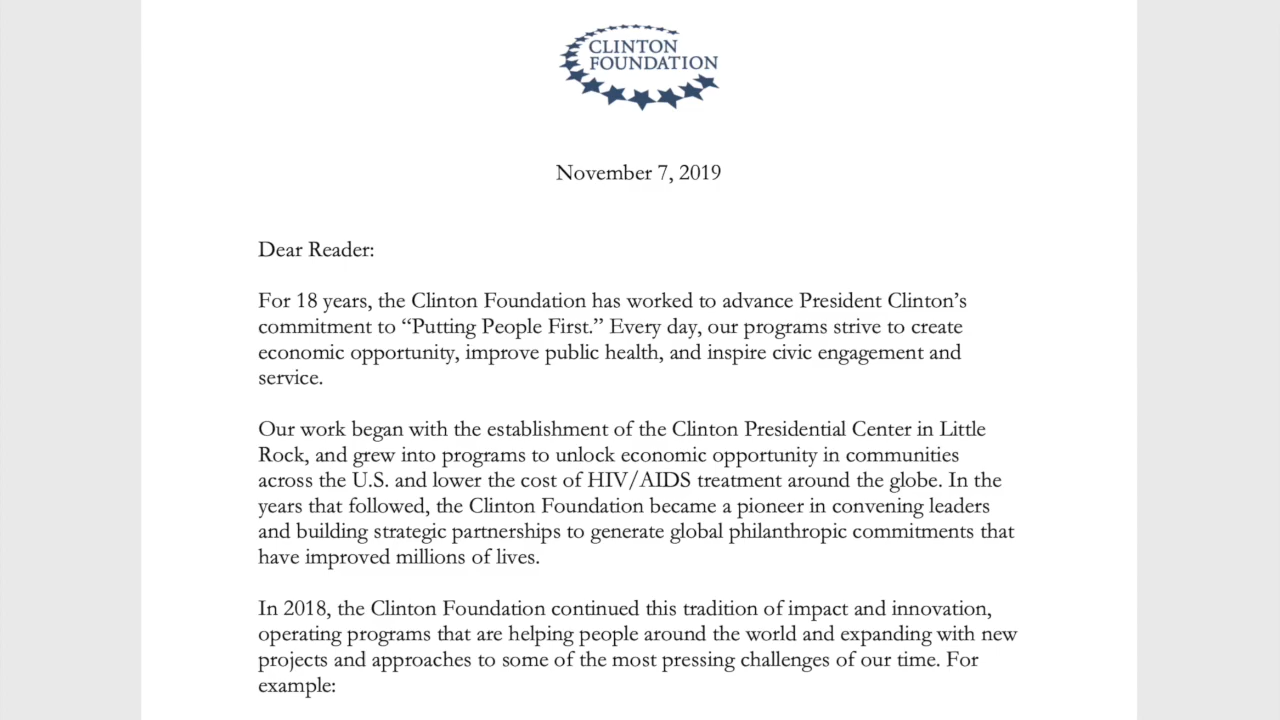 CLINTON
FOUNDATION
November 7, 2019
Dear Reader:
For 18 years, the Clinton Foundation has worked to advance President Clinton’s
commitment to “Putting People First.” Every day, our programs strive to create
economic opportunity, improve public health, and inspire civic engagement and
service.
Our work began with the establishment of the Clinton Presidential Center in Little
Rock, and grew into programs to unlock economic opportunity in communities
across the U.S. and lower the cost of HIV/AIDS treatment around the globe. In the
years that followed, the Clinton Foundation became a pioneer in convening leaders
and building strategic partnerships to generate global philanthropic commitments that
have improved millions of lives.
In 2018, the Clinton Foundation continued this tradition of impact and innovation,
operating programs that are helping people around the world and expanding with new
projects and approaches to some of the most pressing challenges of our time. For
example: